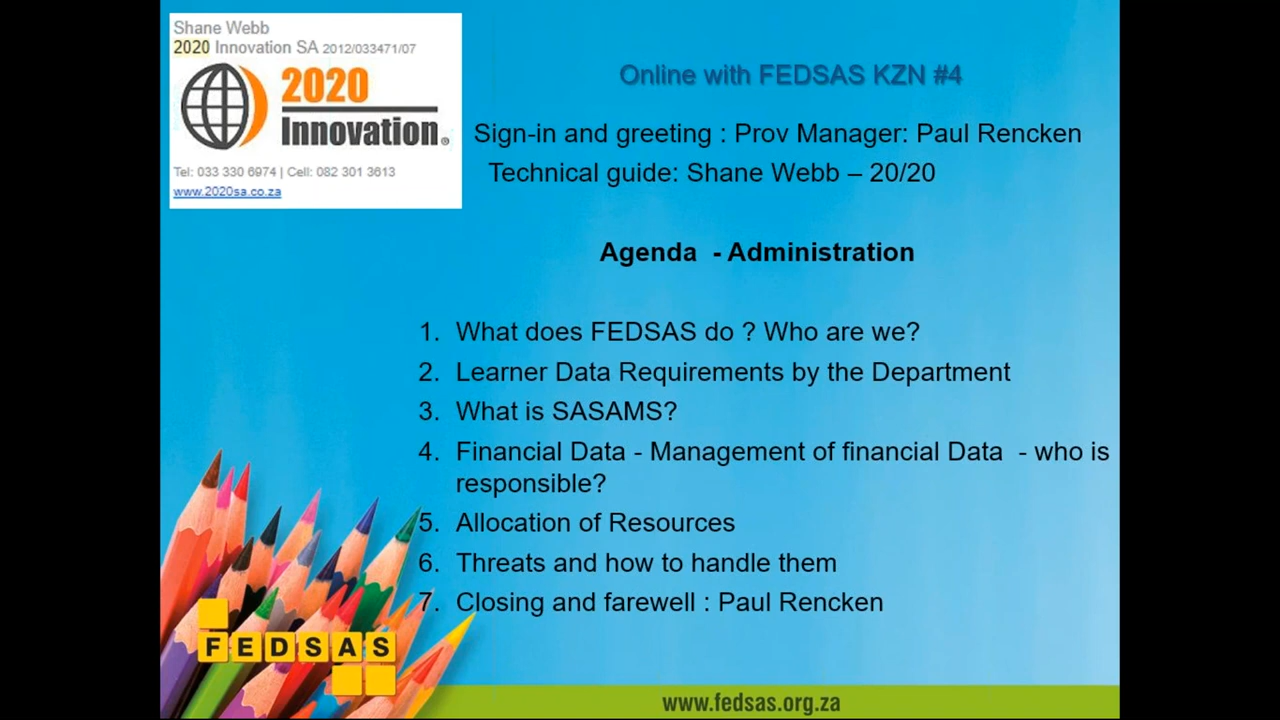 Shane Webb
2020 Innovation SA 2012/033471/07
2020
Innovation®
Tel: 033 330 6974 | Cell: 082 301 3613
www.2020sa.co.za
Online with FEDSAS KZN #4
Sign-in and greeting : Prov Manager: Paul Rencken
Technical guide: Shane Webb – 20/20
Agenda - Administration
1. What does FEDSAS do ? Who are we?
2. Learner Data Requirements by the Department
3. What is SASAMS?
4. Financial Data - Management of financial Data - who is
responsible?
5. Allocation of Resources
6. Threats and how to handle them
7. Closing and farewell : Paul Rencken
FEDSAS
www.fedsas.org.za